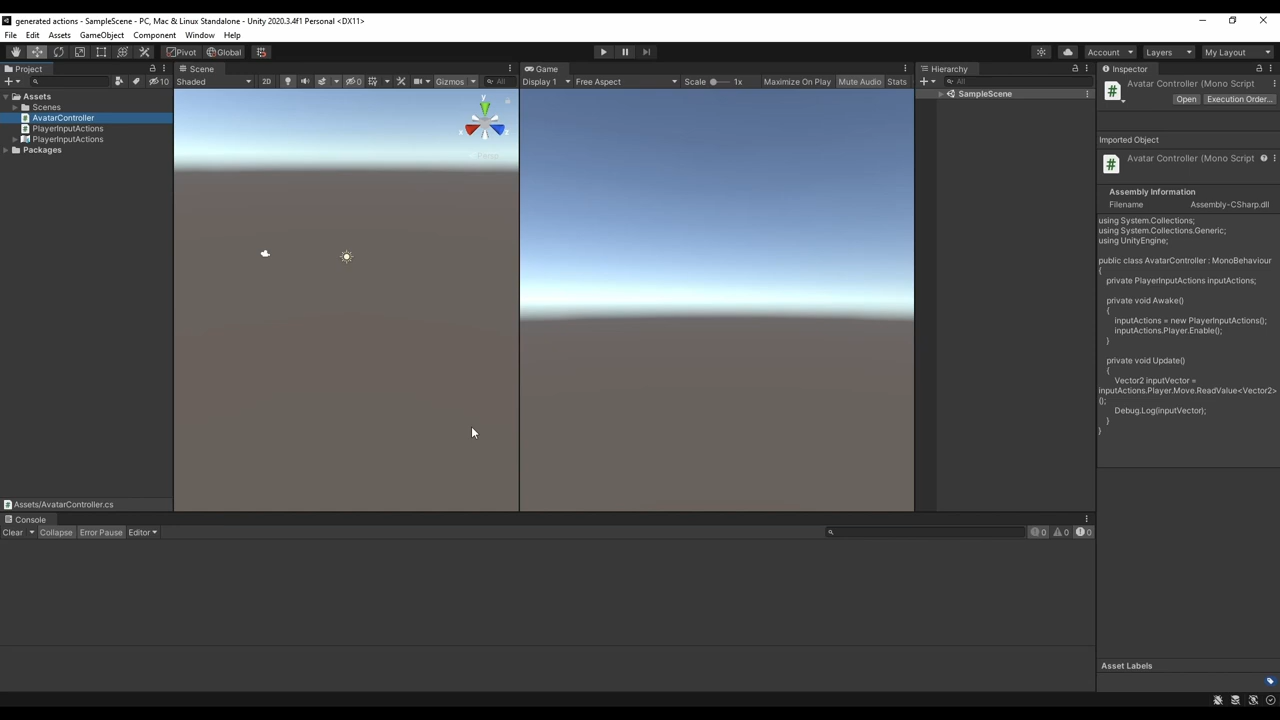 generated actions - SampleScene - PC, Mac & Linux Standalone - Unity 2020.3.4f1 Personal <DX11>
File Edit Assets GameObject Component Window Help
Pivot Global Account Layers My Layout
Project
10
Assets
Scenes
AvatarController
PlayerInputActions
PlayerInputActions
Packages
Assets/AvatarController.cs
Scene
Shaded 2D 0 Gizmos All
y
x
z
Persp
Game
Display 1 Free Aspect Scale 1x Maximize On Play Mute Audio Stats
Hierarchy
All
SampleScene
Inspector
Avatar Controller (Mono Script
Open Execution Order...
Imported Object
Avatar Controller (Mono Script
Assembly Information
Filename Assembly-CSharp.dll
using System.Collections;
using System.Collections.Generic;
using UnityEngine;
public class AvatarController : MonoBehaviour
{
private PlayerInputActions inputActions;
private void Awake()
{
inputActions = new PlayerInputActions();
inputActions.Player.Enable();
}
private void Update()
{
Vector2 inputVector =
inputActions.Player.Move.ReadValue<Vector2>
();
Debug.Log(inputVector);
}
}
Asset Labels
Console
Clear Collapse Error Pause Editor 0 0 0